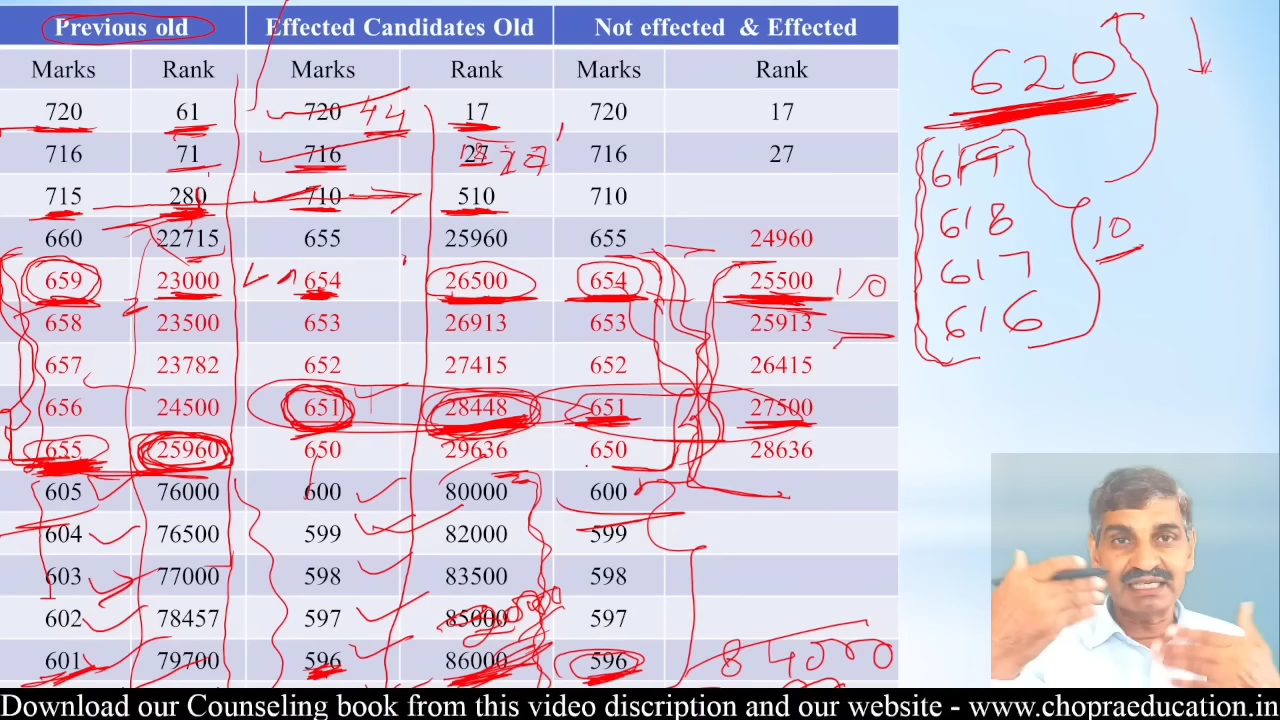 Previous old Effected Candidates Old Not effected & Effected
Marks Rank Marks Rank Marks Rank
720 61 720 44 17 720 17
716 71 716 27 716 27
715 280 710 510 710
660 22715 655 25960 655 24960
659 23000 654 26500 654 25500 10
658 23500 653 26913 653 25913
657 23782 652 27415 652 26415
656 24500 651 28448 651 27500
655 25960 650 29636 650 28636
605 76000 600 80000 600
604 76500 599 82000 599
603 77000 598 83500 598
602 78457 597 85000 597
601 79700 596 86000 596 84000
620
619
618 10
617
616
Download our Counseling book from this video discription and our website - www.chopraeducation.in